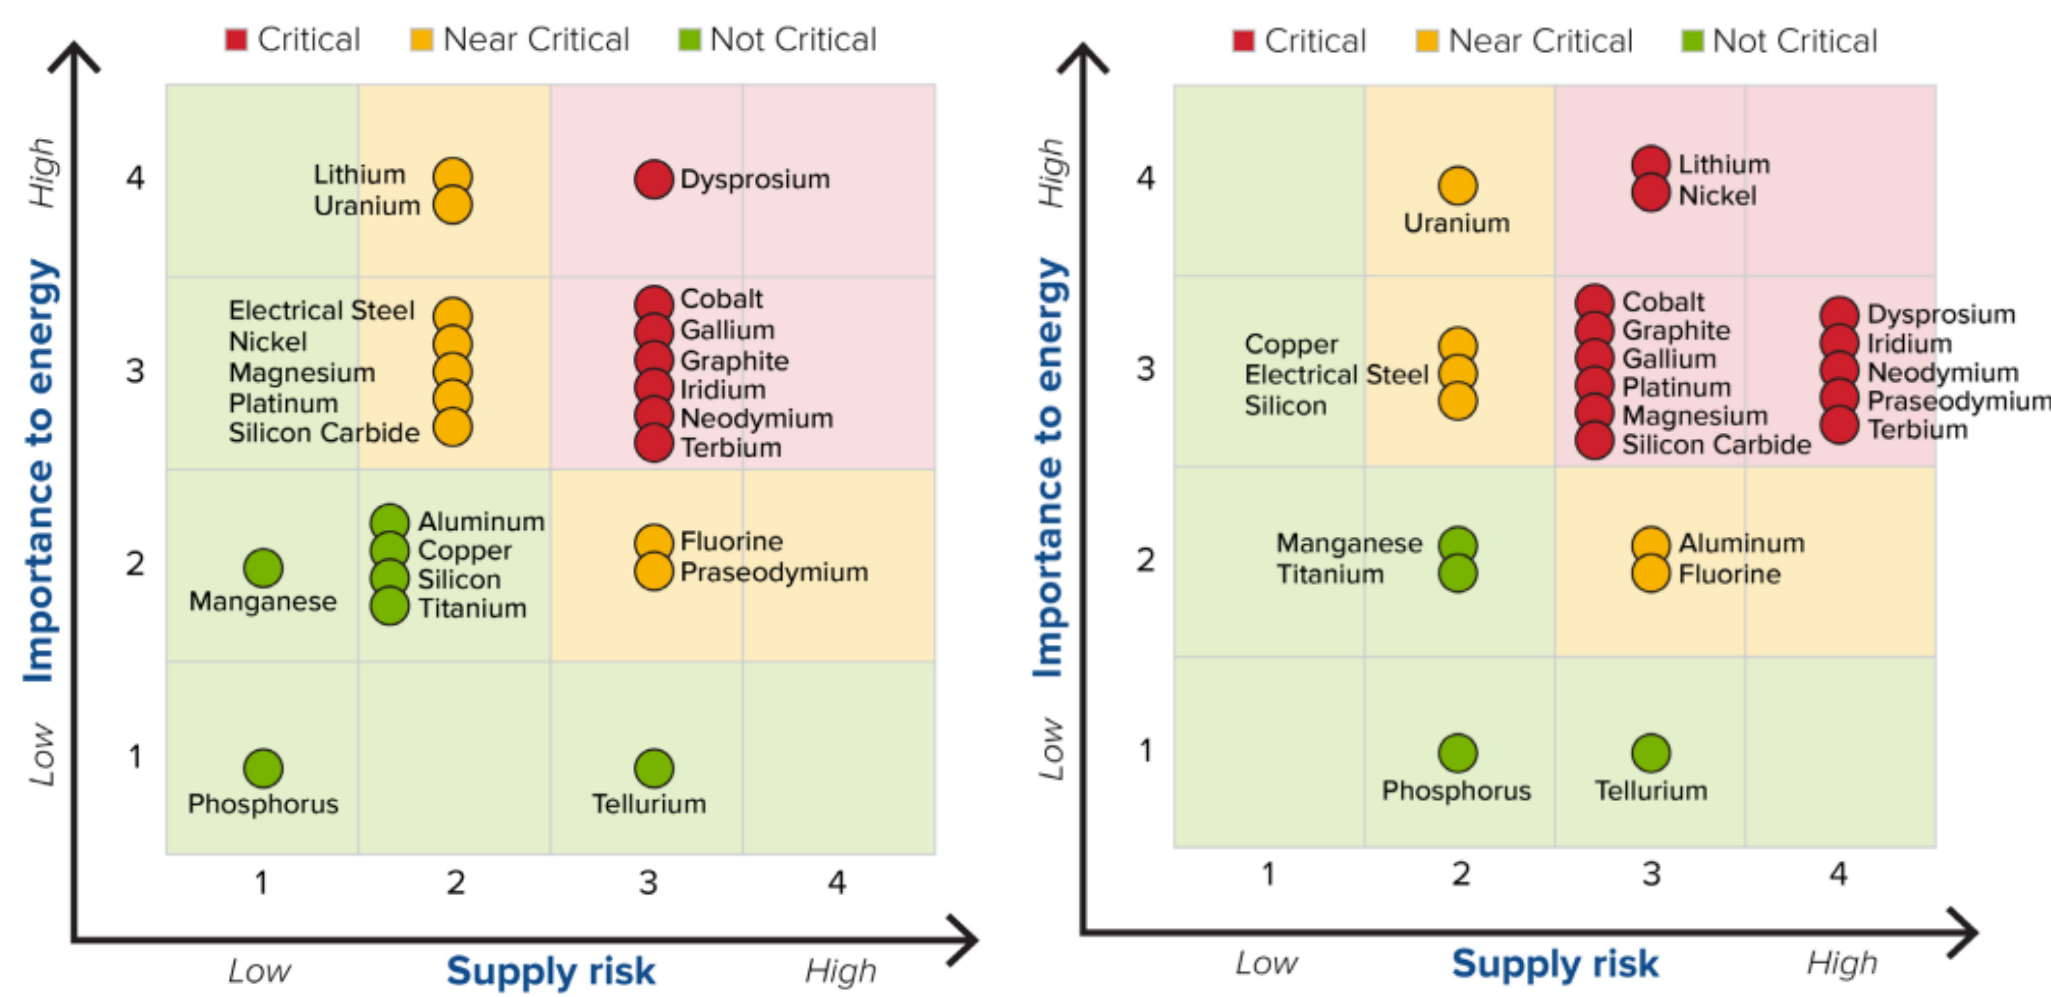 Critical Near Critical Not Critical
High
Importance to energy
Low
4
3
2
1
Lithium
Uranium
Dysprosium
Electrical Steel
Nickel
Magnesium
Platinum
Silicon Carbide
Cobalt
Gallium
Graphite
Iridium
Neodymium
Terbium
Manganese
Aluminum
Copper
Silicon
Titanium
Fluorine
Praseodymium
Phosphorus
Tellurium
1 2 3 4
Low Supply risk High
Critical Near Critical Not Critical
High
Importance to energy
Low
4
3
2
1
Uranium
Lithium
Nickel
Copper
Electrical Steel
Silicon
Cobalt
Graphite
Gallium
Platinum
Magnesium
Silicon Carbide
Dysprosium
Iridium
Neodymium
Praseodymium
Terbium
Manganese
Titanium
Aluminum
Fluorine
Phosphorus
Tellurium
1 2 3 4
Low Supply risk High